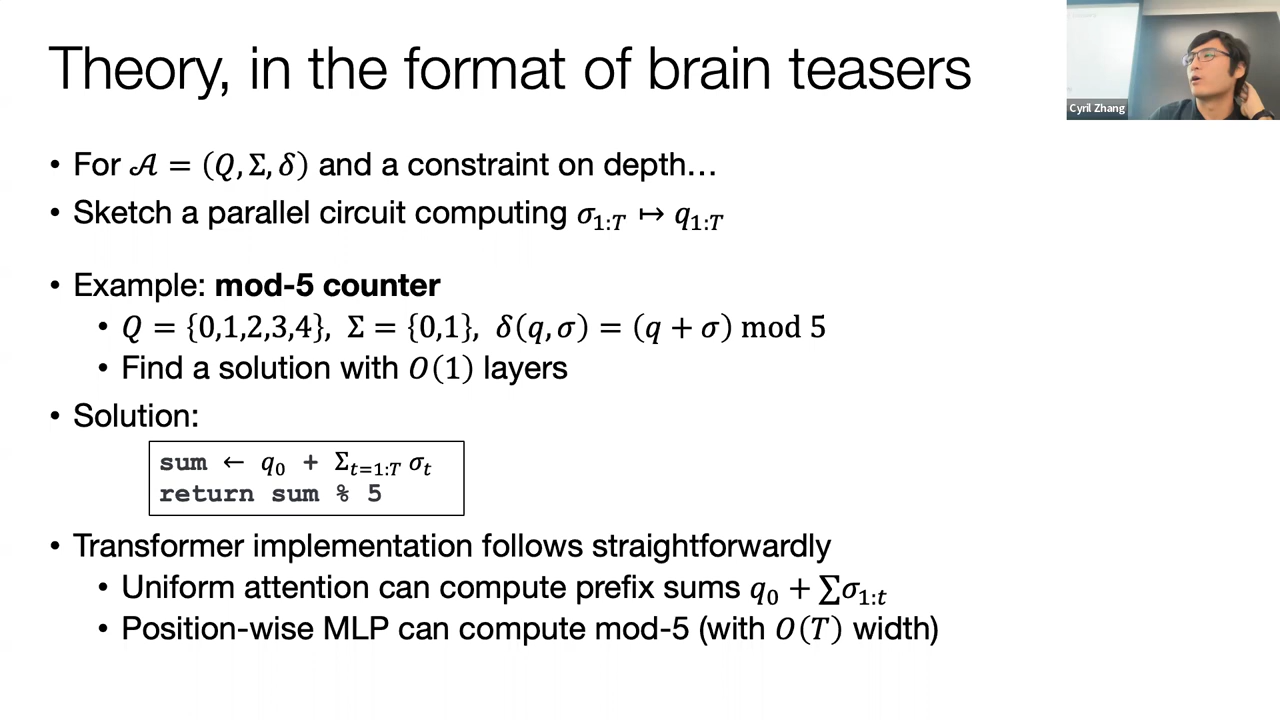 Theory, in the format of brain teasers
Cyril Zhang
• For 𝒜 = (Q, Σ, δ) and a constraint on depth…
• Sketch a parallel circuit computing σ₁:T ↦ q₁:T
• Example: mod-5 counter
• Q = {0,1,2,3,4}, Σ = {0,1}, δ(q, σ) = (q + σ) mod 5
• Find a solution with O(1) layers
• Solution:
sum ← q₀ + Σₜ₌₁:T σₜ
return sum % 5
• Transformer implementation follows straightforwardly
• Uniform attention can compute prefix sums q₀ + ∑σ₁:ₜ
• Position-wise MLP can compute mod-5 (with O(T) width)